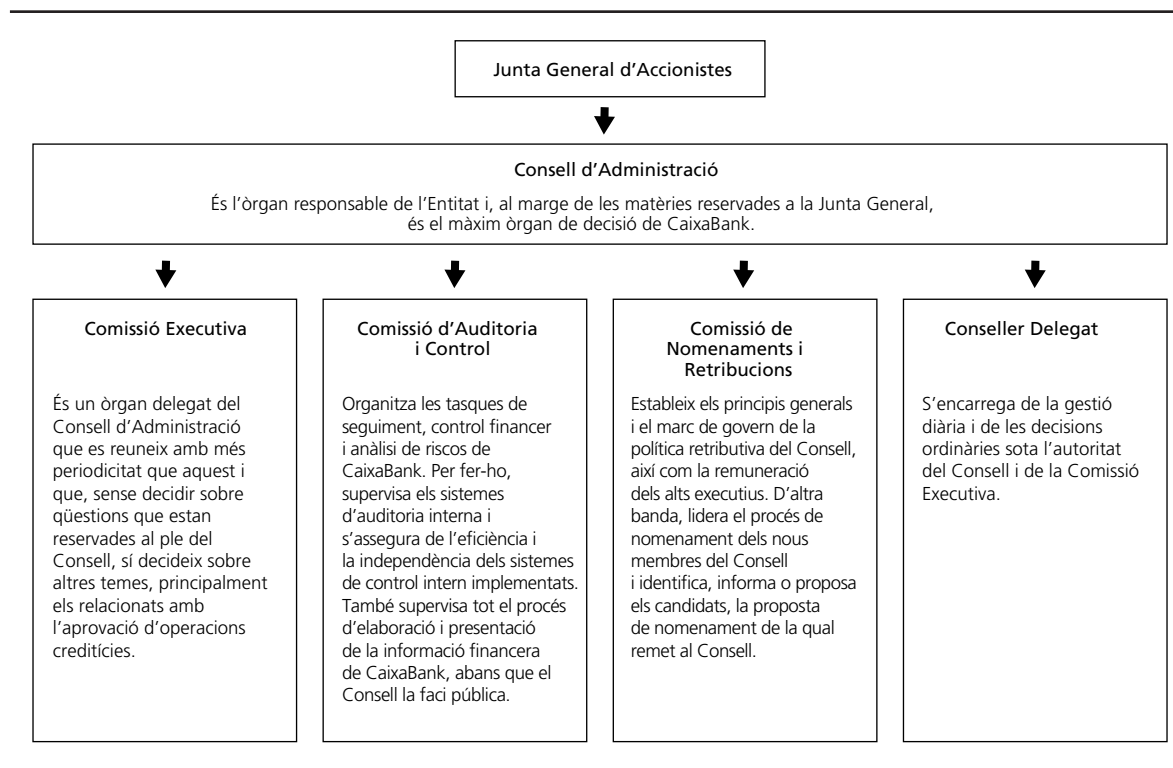 Junta General d'Accionistes
Consell d'Administració
És l'òrgan responsable de l'Entitat i, al marge de les matèries reservades a la Junta General,
és el màxim òrgan de decisió de CaixaBank.
Comissió Executiva
És un òrgan delegat del
Consell d'Administració
que es reuneix amb més
periodicitat que aquest i
que, sense decidir sobre
qüestions que estan
reservades al ple del
Consell, sí decideix sobre
altres temes, principalment
els relacionats amb
l'aprovació d'operacions
creditícies.
Comissió d'Auditoria
i Control
Organitza les tasques de
seguiment, control financer
i anàlisi de riscos de
CaixaBank. Per fer-ho,
supervisa els sistemes
d'auditoria interna i
s'assegura de l'eficiència i
la independència dels sistemes
de control intern implementats.
També supervisa tot el procés
d'elaboració i presentació
de la informació financera
de CaixaBank, abans que el
Consell la faci pública.
Comissió de
Nomenaments i
Retribucions
Estableix els principis generals
i el marc de govern de la
política retributiva del Consell,
així com la remuneració
dels alts executius. D'altra
banda, lidera el procés de
nomenament dels nous
membres del Consell
i identifica, informa o proposa
els candidats, la proposta
de nomenament de la qual
remet al Consell.
Conseller Delegat
S'encarrega de la gestió
diària i de les decisions
ordinàries sota l'autoritat
del Consell i de la Comissió
Executiva.